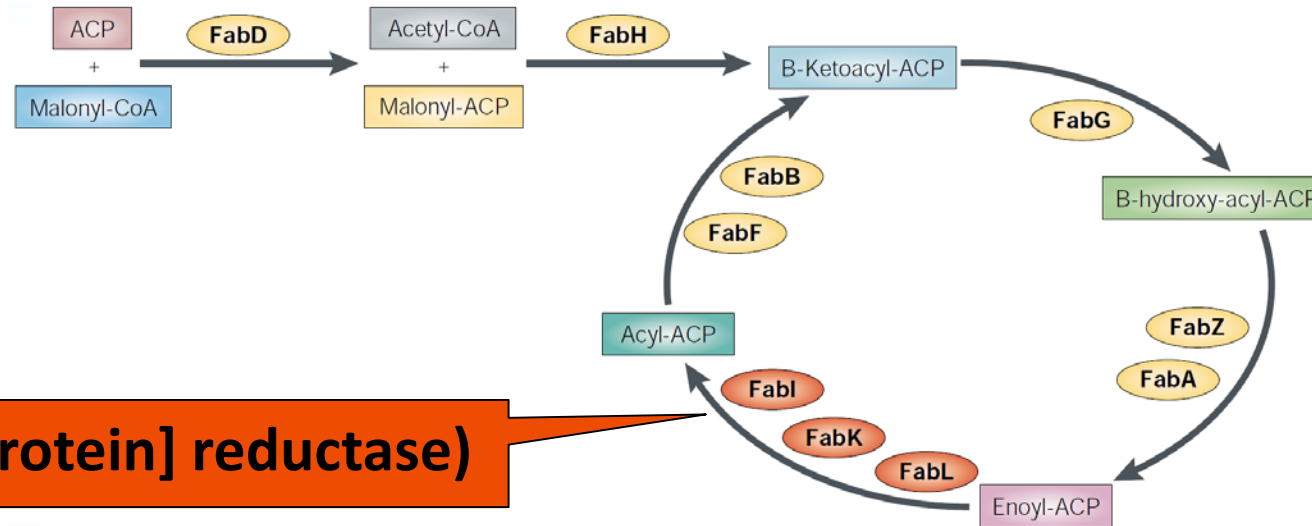 ACP
+
Malonyl-CoA
FabD
Acetyl-CoA
+
Malonyl-ACP
FabH
B-Ketoacyl-ACP
FabG
B-hydroxy-acyl-ACP
FabB
FabF
Acyl-ACP
FabZ
FabA
FabI
FabK
FabL
Enoyl-ACP
rotein] reductase)